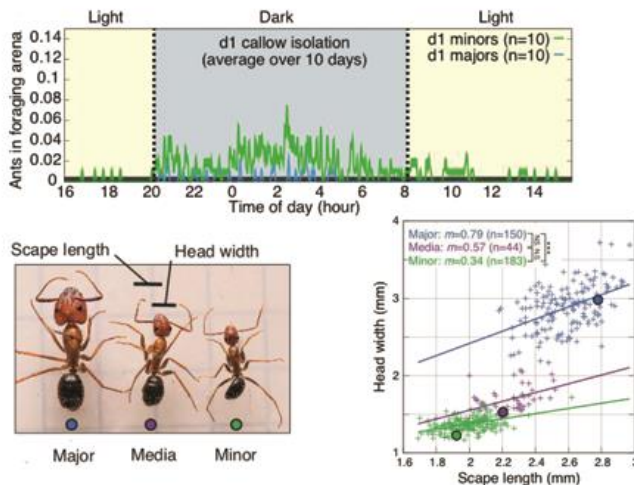 Light Dark Light
Ants in foraging arena
0.14
0.12
0.1
0.08
0.06
0.04
0.02
0
d1 callow isolation
(average over 10 days)
d1 minors (n=10)
d1 majors (n=10)
16 18 20 22 0 2 4 6 8 10 12 14
Time of day (hour)
Scape length
Head width
Major Media Minor
Head width (mm)
4
3
2
1
Major: m=0.79 (n=150)
Media: m=0.57 (n=44)
Minor: m=0.34 (n=183)
NS NS ***
1.6 1.8 2 2.2 2.4 2.6 2.8
Scape length (mm)